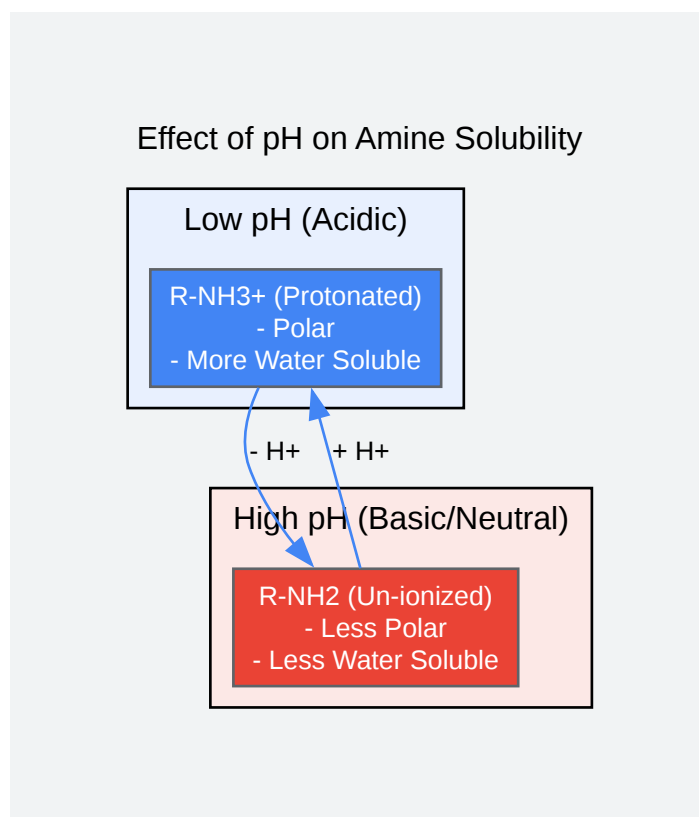 Effect of pH on Amine Solubility
Low pH (Acidic)
R-NH3+ (Protonated)
- Polar
- More Water Soluble
- H+
+ H+
High pH (Basic/Neutral)
R-NH2 (Un-ionized)
- Less Polar
- Less Water Soluble